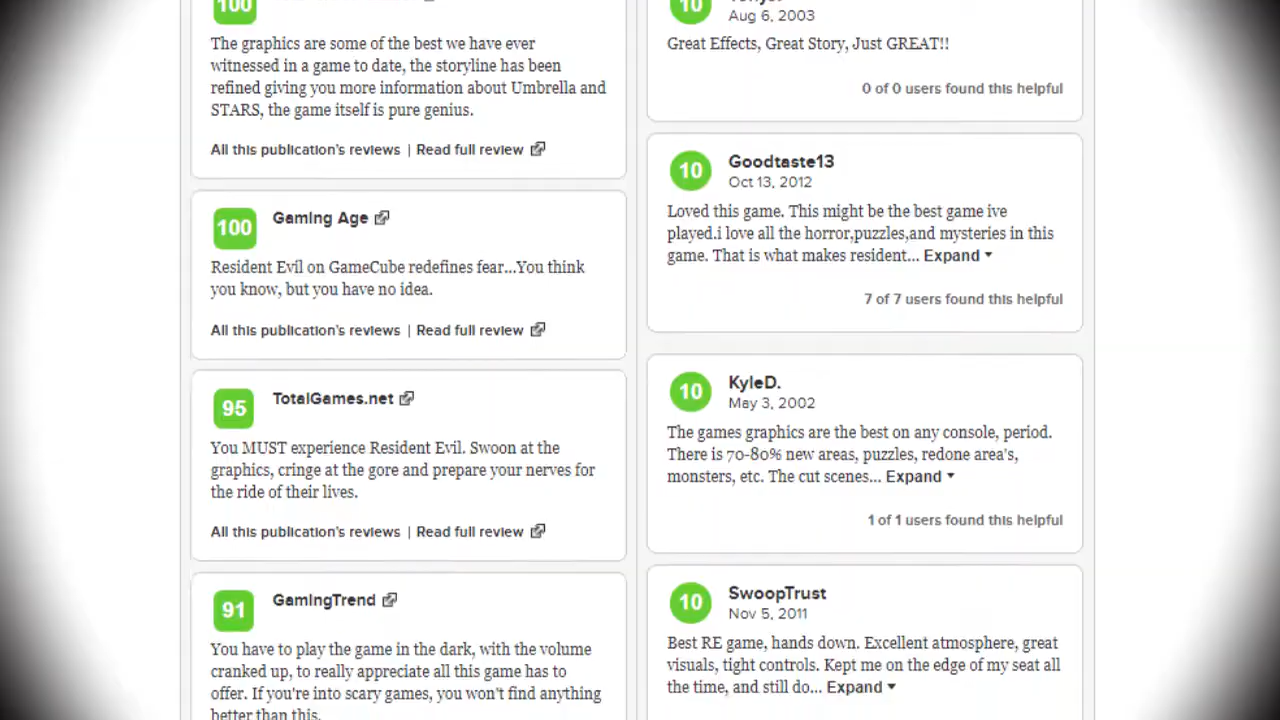 100
The graphics are some of the best we have ever
witnessed in a game to date, the storyline has been
refined giving you more information about Umbrella and
STARS, the game itself is pure genius.
All this publication's reviews | Read full review
100
Gaming Age
Resident Evil on GameCube redefines fear...You think
you know, but you have no idea.
All this publication's reviews | Read full review
95
TotalGames.net
You MUST experience Resident Evil. Swoon at the
graphics, cringe at the gore and prepare your nerves for
the ride of their lives.
All this publication's reviews | Read full review
91
GamingTrend
You have to play the game in the dark, with the volume
cranked up, to really appreciate all this game has to
offer. If you're into scary games, you won't find anything
better than this.
10
Aug 6, 2003
Great Effects, Great Story, Just GREAT!!
0 of 0 users found this helpful
10
Goodtaste13
Oct 13, 2012
Loved this game. This might be the best game ive
played.i love all the horror,puzzles,and mysteries in this
game. That is what makes resident... Expand
7 of 7 users found this helpful
10
KyleD.
May 3, 2002
The games graphics are the best on any console, period.
There is 70-80% new areas, puzzles, redone area's,
monsters, etc. The cut scenes... Expand
1 of 1 users found this helpful
10
SwoopTrust
Nov 5, 2011
Best RE game, hands down. Excellent atmosphere, great
visuals, tight controls. Kept me on the edge of my seat all
the time, and still do... Expand